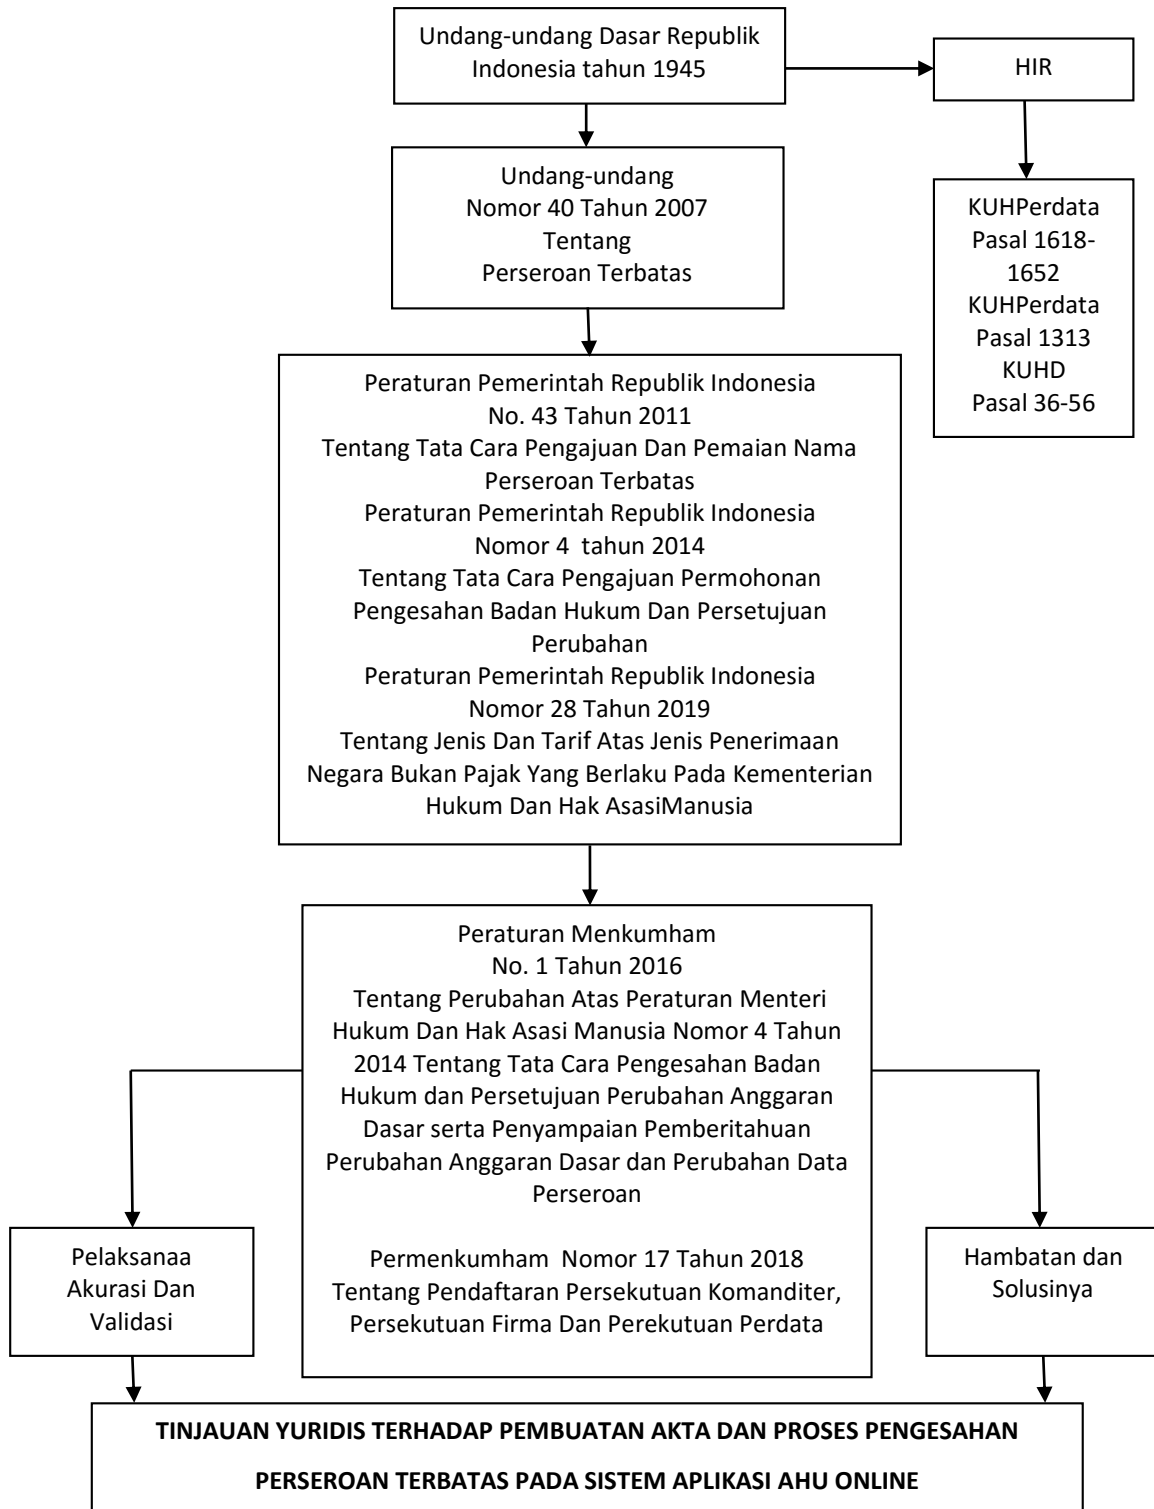 Undang-undang Dasar Republik
Indonesia tahun 1945
HIR
Undang-undang
Nomor 40 Tahun 2007
Tentang
Perseroan Terbatas
KUHPerdata
Pasal 1618-
1652
KUHPerdata
Pasal 1313
KUHD
Pasal 36-56
Peraturan Pemerintah Republik Indonesia
No. 43 Tahun 2011
Tentang Tata Cara Pengajuan Dan Pemaian Nama
Perseroan Terbatas
Peraturan Pemerintah Republik Indonesia
Nomor 4 tahun 2014
Tentang Tata Cara Pengajuan Permohonan
Pengesahan Badan Hukum Dan Persetujuan
Perubahan
Peraturan Pemerintah Republik Indonesia
Nomor 28 Tahun 2019
Tentang Jenis Dan Tarif Atas Jenis Penerimaan
Negara Bukan Pajak Yang Berlaku Pada Kementerian
Hukum Dan Hak AsasiManusia
Peraturan Menkumham
No. 1 Tahun 2016
Tentang Perubahan Atas Peraturan Menteri
Hukum Dan Hak Asasi Manusia Nomor 4 Tahun
2014 Tentang Tata Cara Pengesahan Badan
Hukum dan Persetujuan Perubahan Anggaran
Dasar serta Penyampaian Pemberitahuan
Perubahan Anggaran Dasar dan Perubahan Data
Perseroan
Permenkumham Nomor 17 Tahun 2018
Tentang Pendaftaran Persekutuan Komanditer,
Persekutuan Firma Dan Perekutuan Perdata
Pelaksanaa
Akurasi Dan
Validasi
Hambatan dan
Solusinya
TINJAUAN YURIDIS TERHADAP PEMBUATAN AKTA DAN PROSES PENGESAHAN
PERSEROAN TERBATAS PADA SISTEM APLIKASI AHU ONLINE